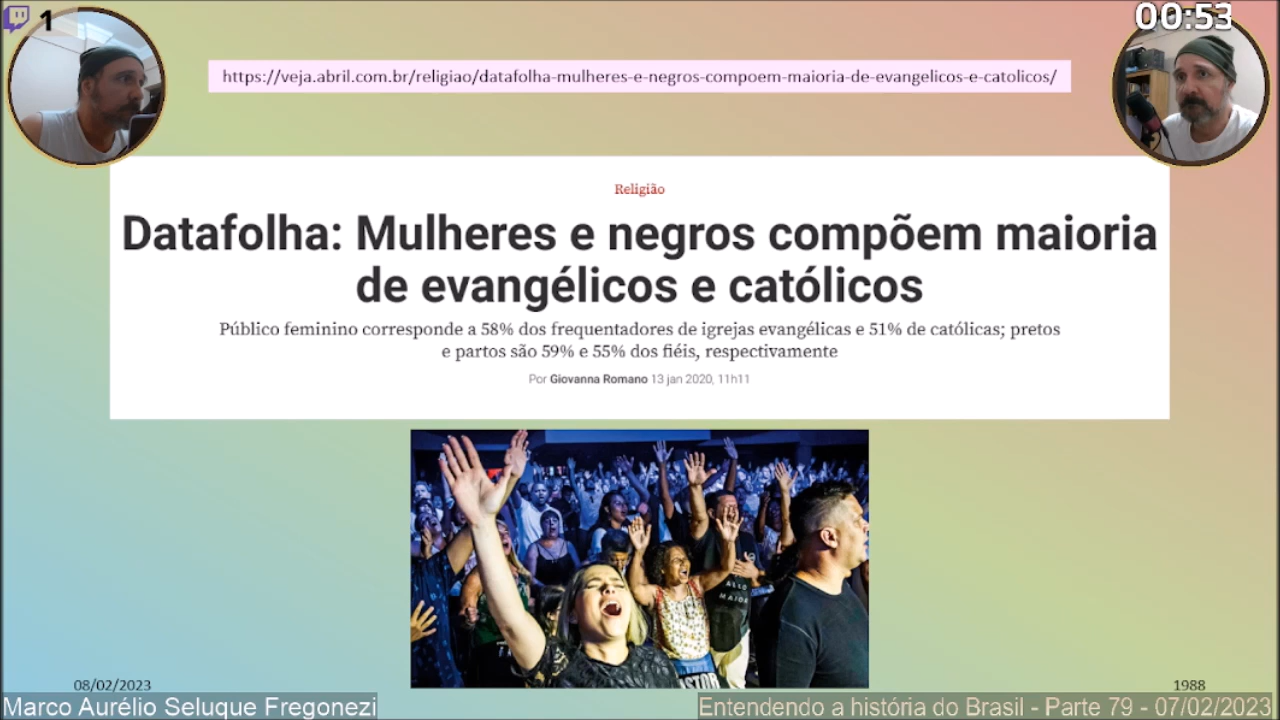 1
00:53
https://veja.abril.com.br/religiao/datafolha-mulheres-e-negros-compoem-maioria-de-evangelicos-e-catolicos/
Religião
Datafolha: Mulheres e negros compõem maioria
de evangélicos e católicos
Público feminino corresponde a 58% dos frequentadores de igrejas evangélicas e 51% de católicas; pretos
e partos são 59% e 55% dos fiéis, respectivamente
Por Giovanna Romano 13 jan 2020, 11h11
ALLO
MAIOR
08/02/2023
1988
Marco Aurélio Seluque Fregonezi
Entendendo a história do Brasil - Parte 79 - 07/02/2023